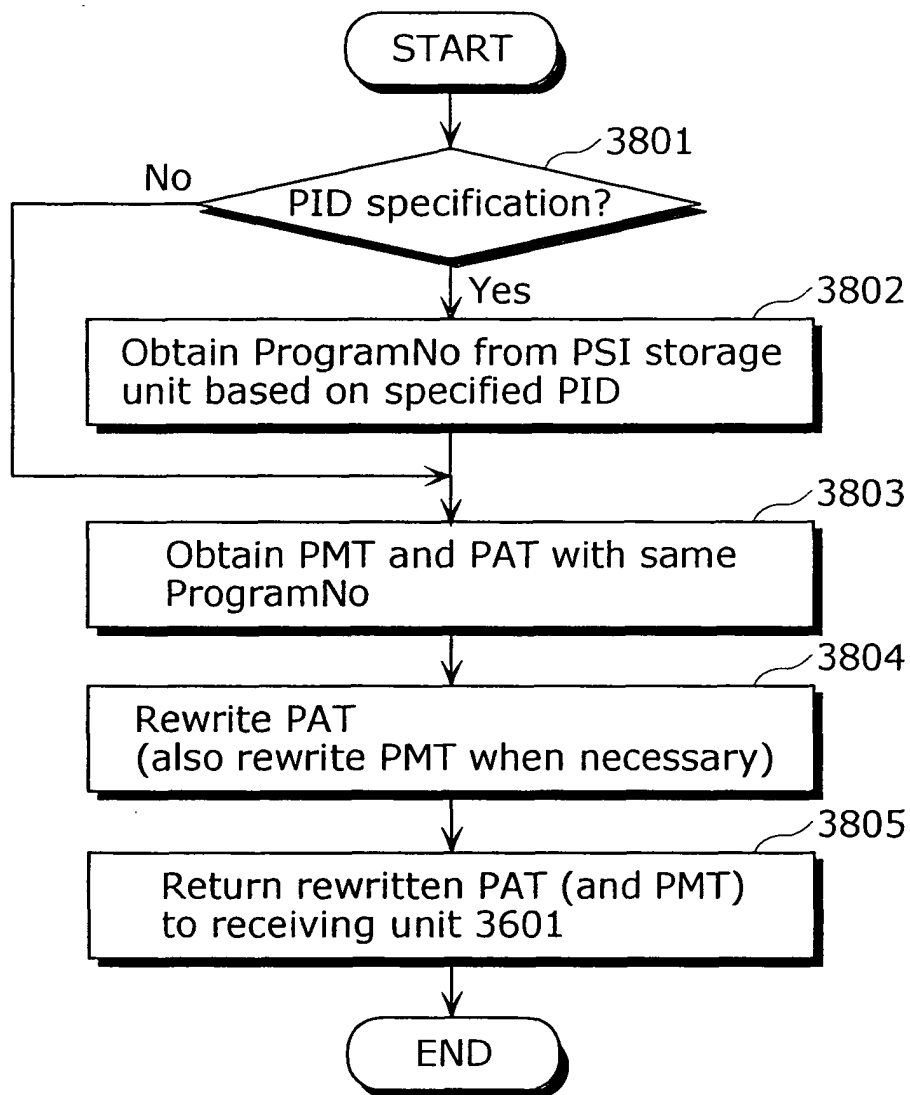 START
3801
No
PID specification?
Yes
3802
Obtain ProgramNo from PSI storage
unit based on specified PID
3803
Obtain PMT and PAT with same
ProgramNo
3804
Rewrite PAT
(also rewrite PMT when necessary)
3805
Return rewritten PAT (and PMT)
to receiving unit 3601
END